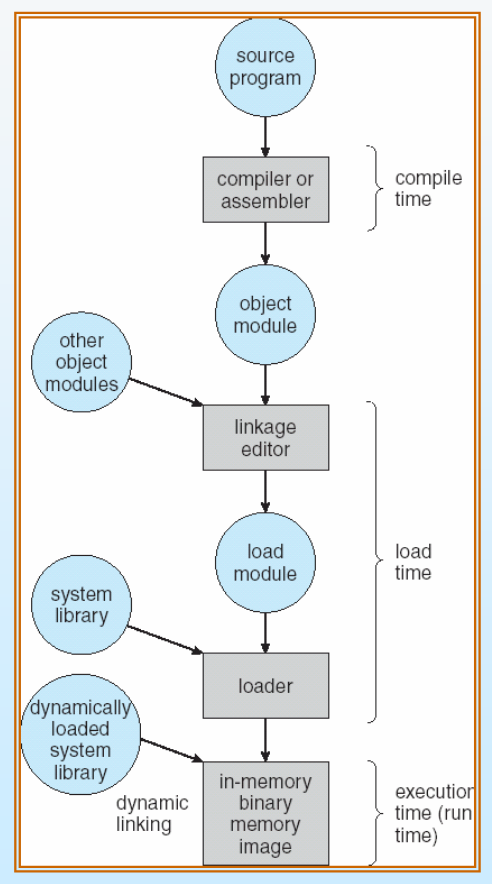 source
program
compiler or
assembler
compile
time
object
module
other
object
modules
linkage
editor
load
module
load
time
system
library
loader
dynamically
loaded
system
library
dynamic
linking
in-memory
binary
memory
image
execution
time (run
time)